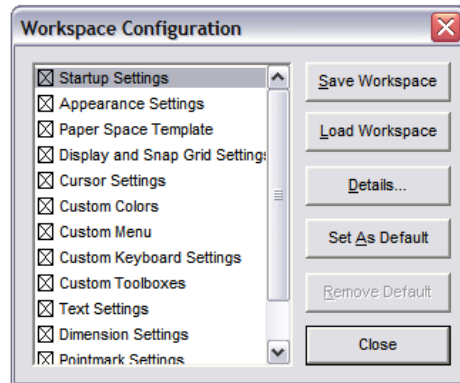 Workspace Configuration
Startup Settings
Appearance Settings
Paper Space Template
Display and Snap Grid Settings
Cursor Settings
Custom Colors
Custom Menu
Custom Keyboard Settings
Custom Toolboxes
Text Settings
Dimension Settings
Pointmark Settings
Save Workspace
Load Workspace
Details...
Set As Default
Remove Default
Close